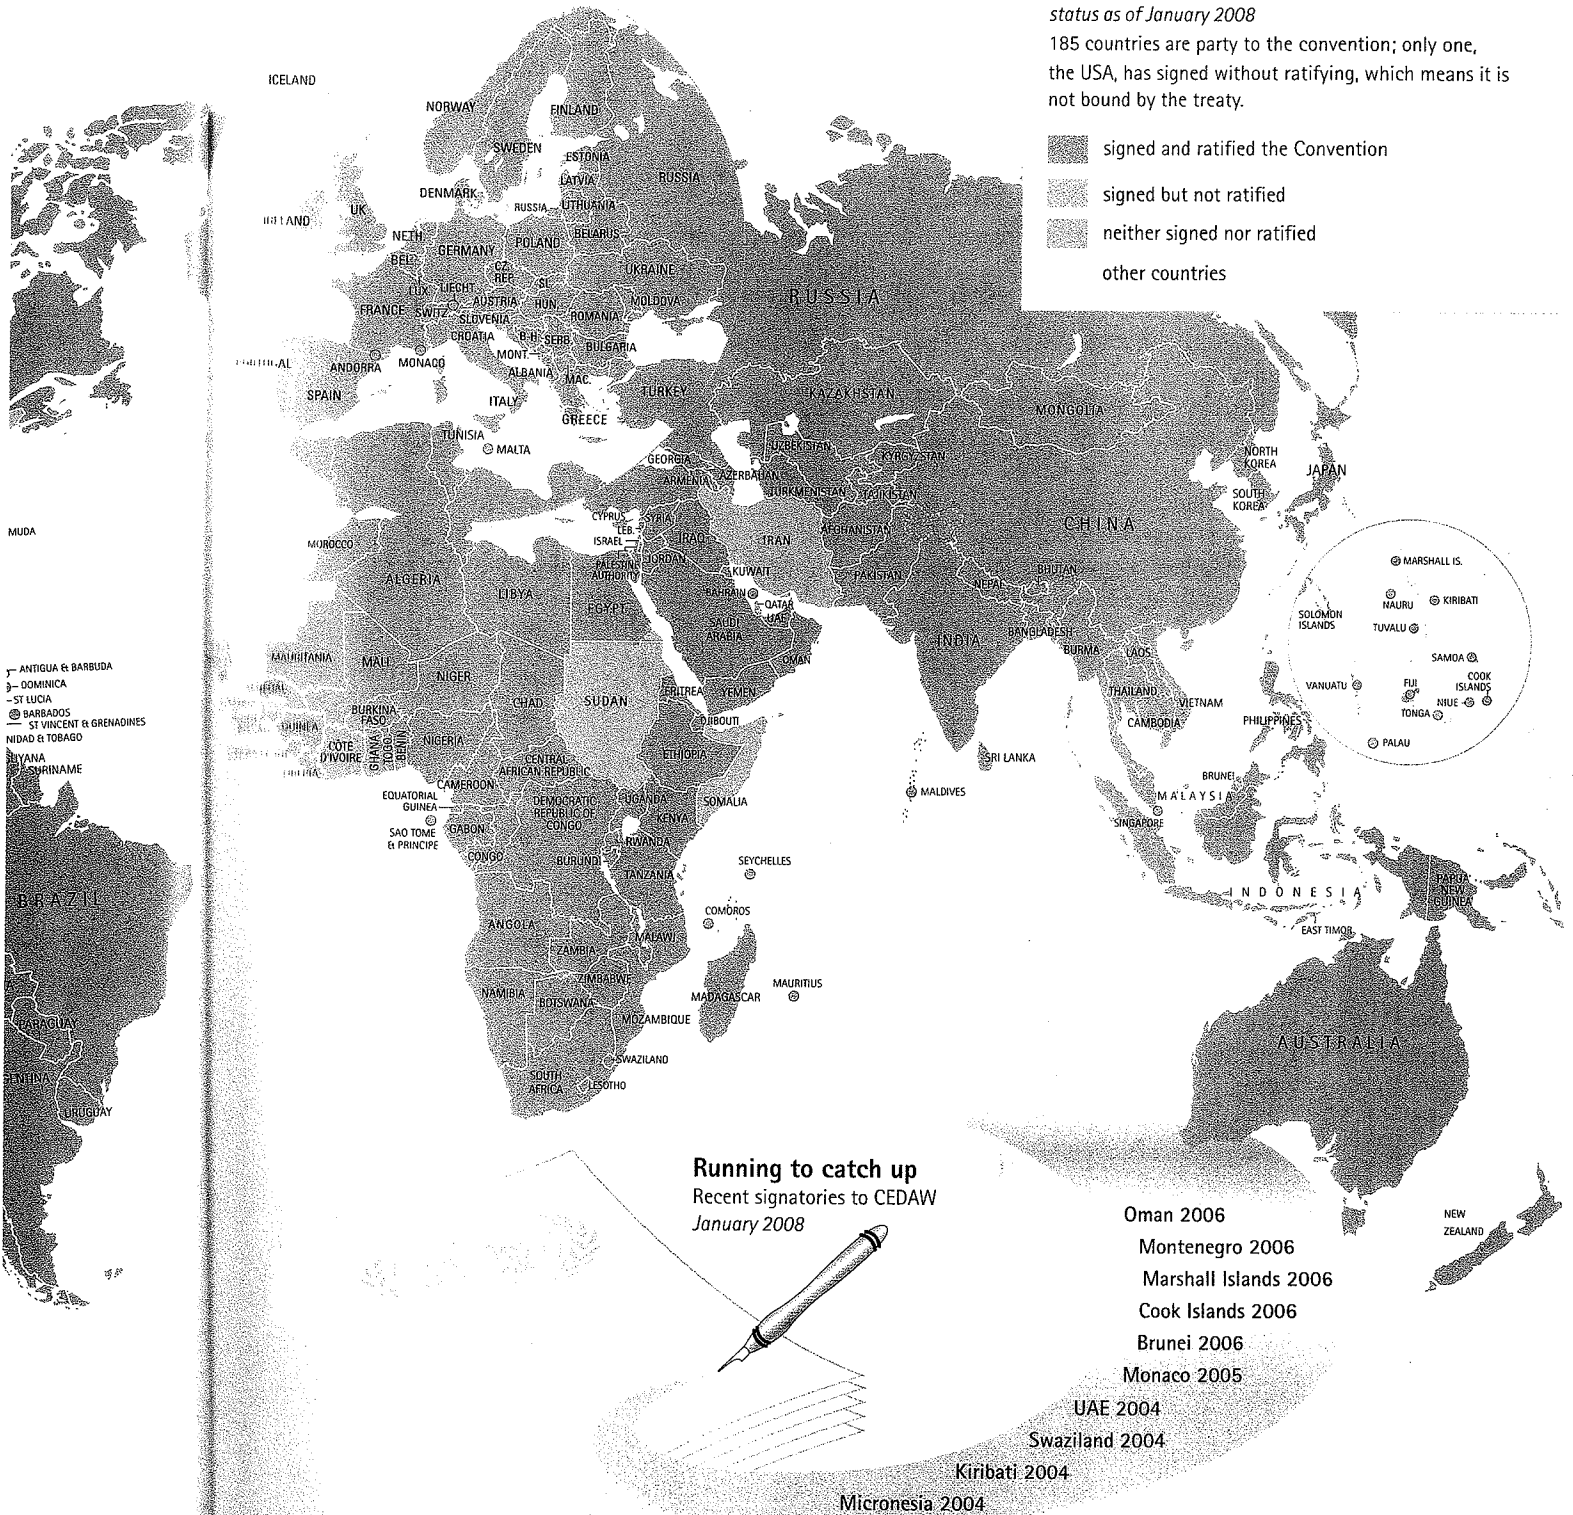 status as of January 2008
185 countries are party to the convention; only one,
the USA, has signed without ratifying, which means it is
not bound by the treaty.
signed and ratified the Convention
signed but not ratified
neither signed nor ratified
other countries
ICELAND
NORWAY
FINLAND
SWEDEN
ESTONIA
LATVIA
RUSSIA
DENMARK
RUSSIA
LITHUANIA
UK
NETH.
BELARUS
GERMANY
POLAND
BEL.
CZ.
REP.
UKRAINE
LUX.
LIECHT.
SL.
AUSTRIA
HUN.
MOLDOVA
FRANCE
SWITZ.
SLOVENIA
ROMANIA
RUSSIA
CROATIA
B-H
SERB.
BULGARIA
MONT.
ANDORRA
MONACO
ALBANIA
MAC.
SPAIN
ITALY
TURKEY
KAZAKHSTAN
MONGOLIA
GREECE
TUNISIA
MALTA
GEORGIA
ARMENIA
AZERBAIJAN
UZBEKISTAN
KYRGYZSTAN
TURKMENISTAN
TAJIKISTAN
NORTH
KOREA
JAPAN
SOUTH
KOREA
CHINA
MUDA
CYPRUS
SYRIA
LEB.
ISRAEL
IRAQ
IRAN
AFGHANISTAN
MOROCCO
JORDAN
PALESTINE
AUTHORITY
KUWAIT
PAKISTAN
NEPAL
BHUTAN
ALGERIA
LIBYA
EGYPT
BAHRAIN
QATAR
UAE
SAUDI
ARABIA
INDIA
BANGLADESH
BURMA
LAOS
OMAN
MAURITANIA
MALI
NIGER
CHAD
SUDAN
ERITREA
YEMEN
THAILAND
VIETNAM
CAMBODIA
PHILIPPINES
MARSHALL IS.
NAURU
KIRIBATI
SOLOMON
ISLANDS
TUVALU
SAMOA
COOK
ISLANDS
VANUATU
FIJI
NIUE
TONGA
PALAU
ANTIGUA & BARBUDA
DOMINICA
ST LUCIA
BARBADOS
ST VINCENT & GRENADINES
NIDAD & TOBAGO
UYANA
SURINAME
BURKINA
FASO
GUINEA
COTE
D'IVOIRE
GHANA
TOGO
BENIN
NIGERIA
DJIBOUTI
ETHIOPIA
CENTRAL
AFRICAN REPUBLIC
CAMEROON
SRI LANKA
MALDIVES
BRUNEI
MALAYSIA
SINGAPORE
EQUATORIAL
GUINEA
SAO TOME
& PRINCIPE
GABON
CONGO
DEMOCRATIC
REPUBLIC OF
CONGO
UGANDA
KENYA
SOMALIA
RWANDA
BURUNDI
TANZANIA
SEYCHELLES
INDONESIA
PAPUA
NEW
GUINEA
EAST TIMOR
BRAZIL
ANGOLA
COMOROS
MALAWI
ZAMBIA
ZIMBABWE
NAMIBIA
BOTSWANA
MADAGASCAR
MAURITIUS
MOZAMBIQUE
SWAZILAND
SOUTH
AFRICA
LESOTHO
PARAGUAY
ENTINA
URUGUAY
AUSTRALIA
NEW
ZEALAND
Running to catch up
Recent signatories to CEDAW
January 2008
Oman 2006
Montenegro 2006
Marshall Islands 2006
Cook Islands 2006
Brunei 2006
Monaco 2005
UAE 2004
Swaziland 2004
Kiribati 2004
Micronesia 2004